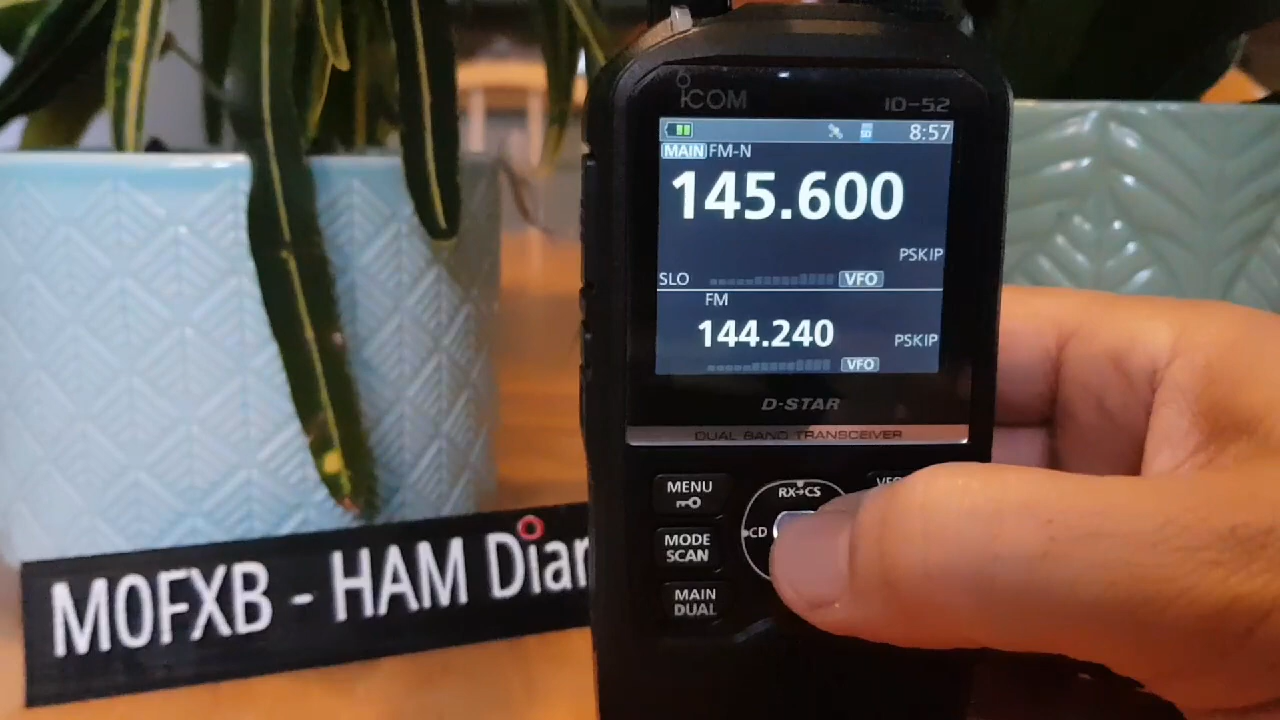 ICOM
ID-52
8:57
MAIN FM-N
145.600
PSKIP
SLO
VFO
FM
144.240
PSKIP
VFO
D-STAR
DUAL BAND TRANSCEIVER
MENU
RX→CS
CD
MODE
SCAN
MAIN
DUAL
M0FXB - HAM